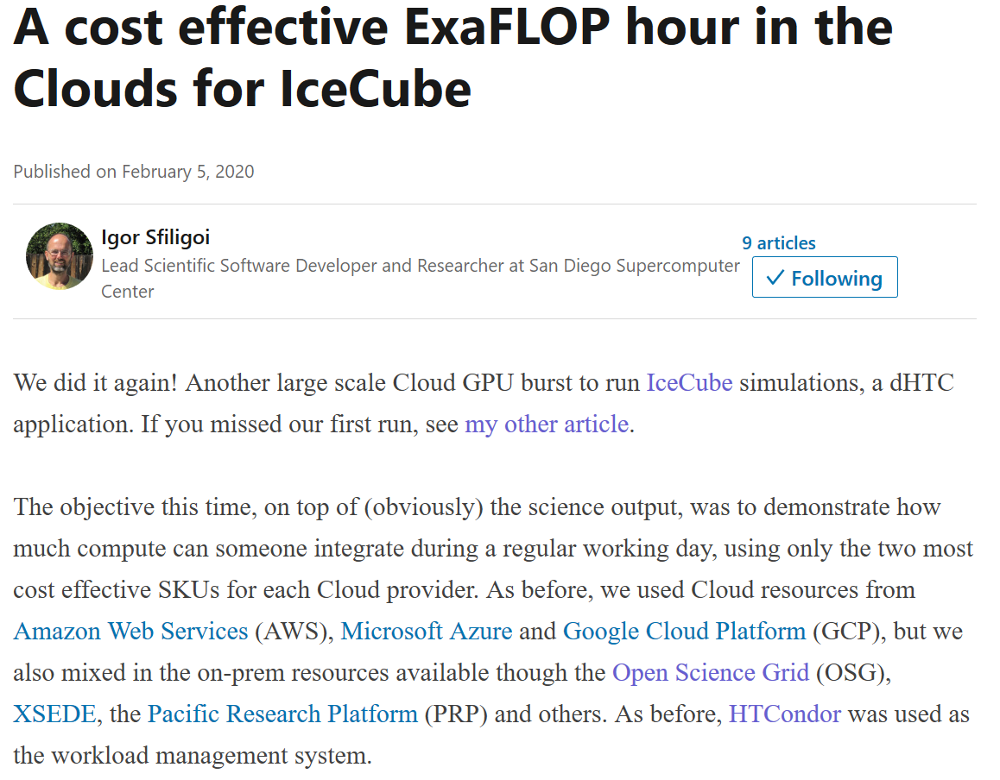 A cost effective ExaFLOP hour in the
Clouds for IceCube
Published on February 5, 2020
Igor Sfiligoi
Lead Scientific Software Developer and Researcher at San Diego Supercomputer
Center
9 articles
Following
We did it again! Another large scale Cloud GPU burst to run IceCube simulations, a dHTC
application. If you missed our first run, see my other article.
The objective this time, on top of (obviously) the science output, was to demonstrate how
much compute can someone integrate during a regular working day, using only the two most
cost effective SKUs for each Cloud provider. As before, we used Cloud resources from
Amazon Web Services (AWS), Microsoft Azure and Google Cloud Platform (GCP), but we
also mixed in the on-prem resources available though the Open Science Grid (OSG),
XSEDE, the Pacific Research Platform (PRP) and others. As before, HTCondor was used as
the workload management system.